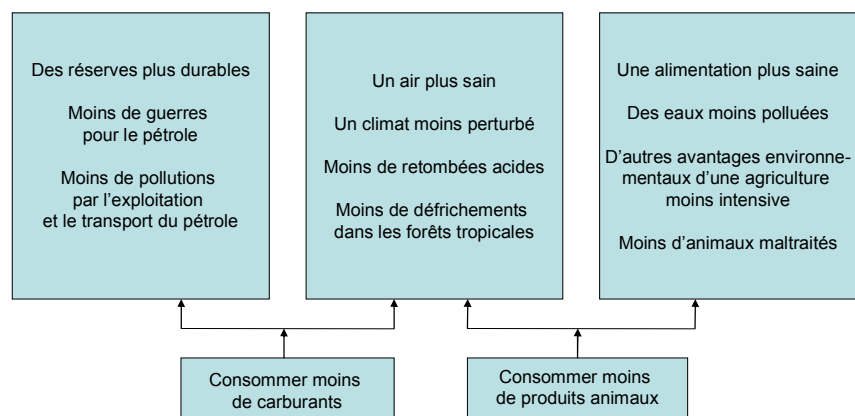 Des réserves plus durables
Moins de guerres
pour le pétrole
Moins de pollutions
par l'exploitation
et le transport du pétrole
Un air plus sain
Un climat moins perturbé
Moins de retombées acides
Moins de défrichements
dans les forêts tropicales
Une alimentation plus saine
Des eaux moins polluées
D'autres avantages environne-
mentaux d'une agriculture
moins intensive
Moins d'animaux maltraités
Consommer moins
de carburants
Consommer moins
de produits animaux